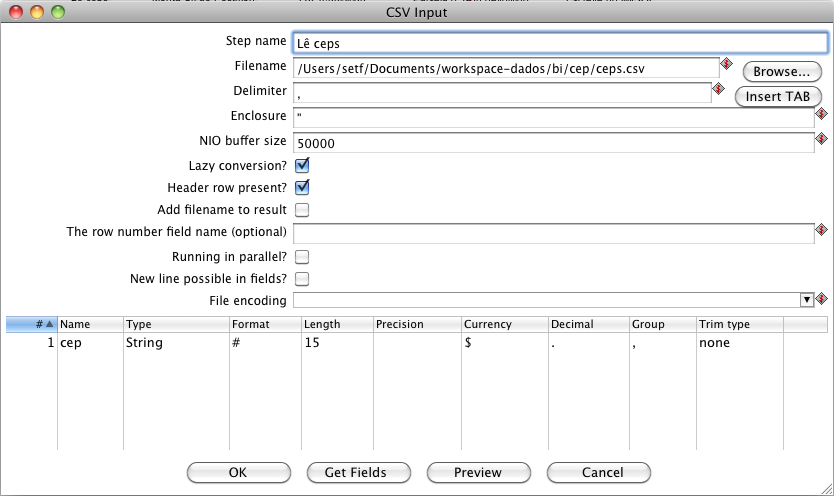 CSV Input
Step name Lê ceps
Filename /Users/setf/Documents/workspace-dados/bi/cep/ceps.csv Browse...
Delimiter , Insert TAB
Enclosure "
NIO buffer size 50000
Lazy conversion?
Header row present?
Add filename to result
The row number field name (optional)
Running in parallel?
New line possible in fields?
File encoding
# Name Type Format Length Precision Currency Decimal Group Trim type
1 cep String # 15 $ . , none
OK Get Fields Preview Cancel